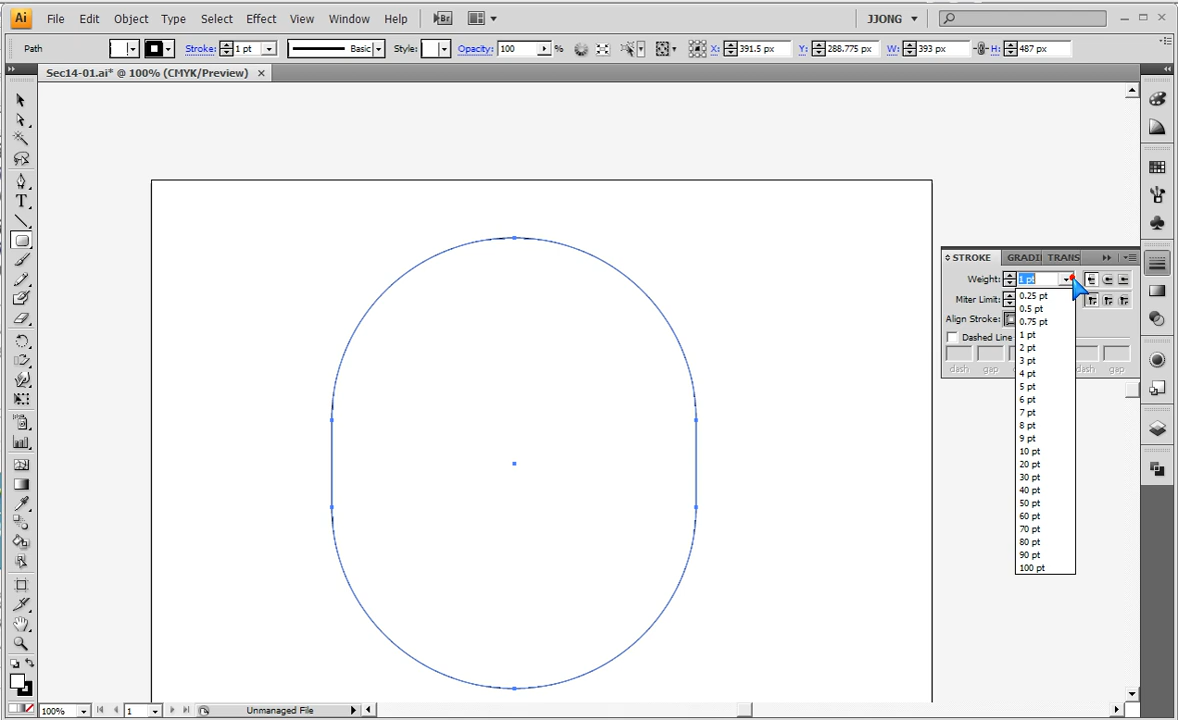 Ai File Edit Object Type Select Effect View Window Help Br JJONG
Path Stroke: 1 pt Basic Style: Opacity: 100 % X: 391.5 px Y: 288.775 px W: 393 px H: 487 px
Sec14-01.ai* @ 100% (CMYK/Preview)
STROKE GRADI TRANS
Weight: 1 pt
Miter Limit:
Align Stroke:
Dashed Line
dash gap dash gap
0.25 pt
0.5 pt
0.75 pt
1 pt
2 pt
3 pt
4 pt
5 pt
6 pt
7 pt
8 pt
9 pt
10 pt
20 pt
30 pt
40 pt
50 pt
60 pt
70 pt
80 pt
90 pt
100 pt
100% 1 Unmanaged File